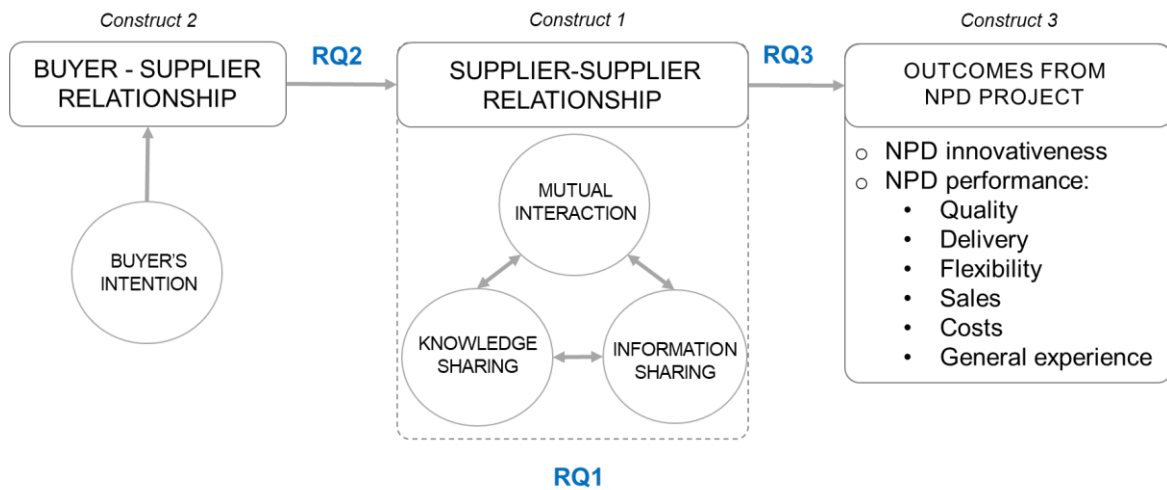 Construct 2
Construct 1
Construct 3
BUYER - SUPPLIER
RELATIONSHIP
RQ2
SUPPLIER-SUPPLIER
RELATIONSHIP
RQ3
OUTCOMES FROM
NPD PROJECT
BUYER'S
INTENTION
MUTUAL
INTERACTION
KNOWLEDGE
SHARING
INFORMATION
SHARING
○ NPD innovativeness
○ NPD performance:
• Quality
• Delivery
• Flexibility
• Sales
• Costs
• General experience
RQ1